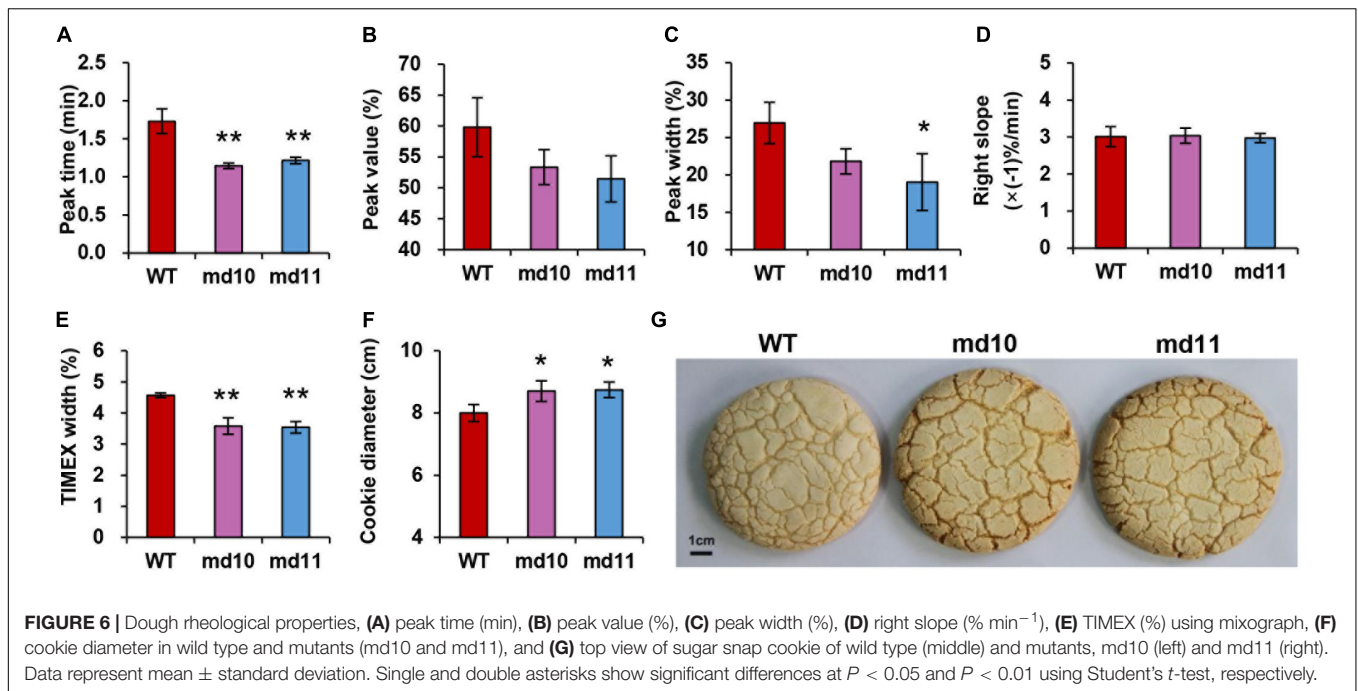 A
Peak time (min)
2.5
2.0
1.5
1.0
0.5
0.0
**
**
WT md10 md11
B
Peak value (%)
70
65
60
55
50
45
40
WT md10 md11
C
Peak width (%)
35
30
25
20
15
10
*
WT md10 md11
D
Right slope
(×(-1)%/min)
5
4
3
2
1
0
WT md10 md11
E
TIMEX width (%)
6
5
4
3
2
1
0
**
**
WT md10 md11
F
Cookie diameter (cm)
10
8
6
4
*
*
WT md10 md11
G
WT md10 md11
1cm
FIGURE 6 | Dough rheological properties, (A) peak time (min), (B) peak value (%), (C) peak width (%), (D) right slope (% min⁻¹), (E) TIMEX (%) using mixograph, (F)
cookie diameter in wild type and mutants (md10 and md11), and (G) top view of sugar snap cookie of wild type (middle) and mutants, md10 (left) and md11 (right).
Data represent mean ± standard deviation. Single and double asterisks show significant differences at P < 0.05 and P < 0.01 using Student's t-test, respectively.